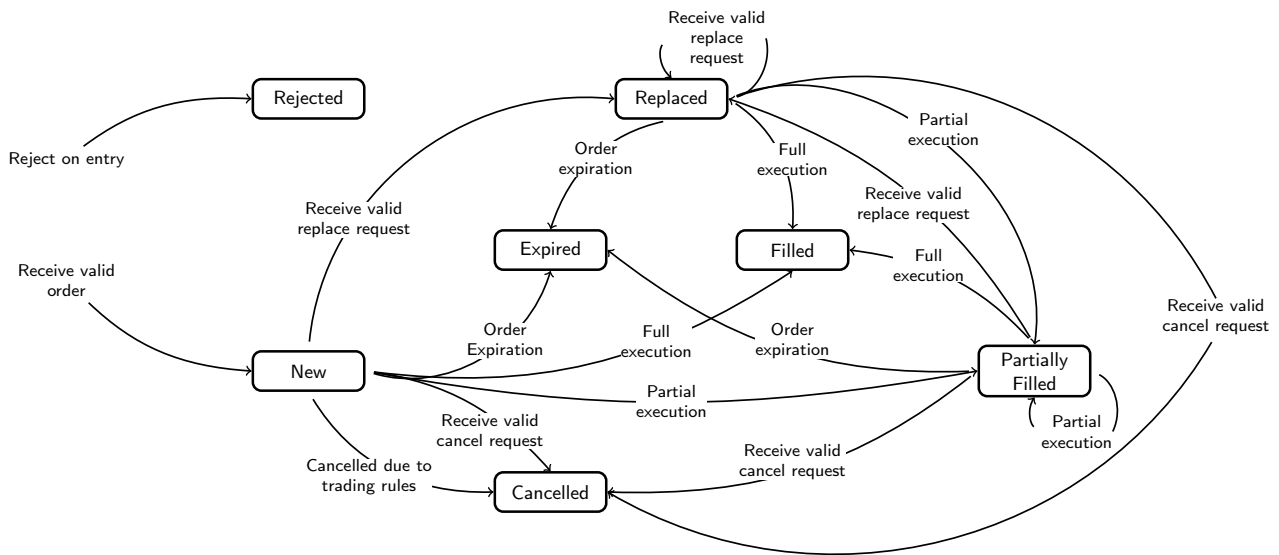 Receive valid
replace
request
Rejected
Replaced
Partial
execution
Reject on entry
Order
expiration
Full
execution
Receive valid
replace request
Receive valid
replace request
Expired
Filled
Full
execution
Receive valid
order
Receive valid
cancel request
Order
Expiration
Full
execution
Order
expiration
New
Partially
Filled
Partial
execution
Receive valid
cancel request
Partial
execution
Cancelled due to
trading rules
Receive valid
cancel request
Cancelled